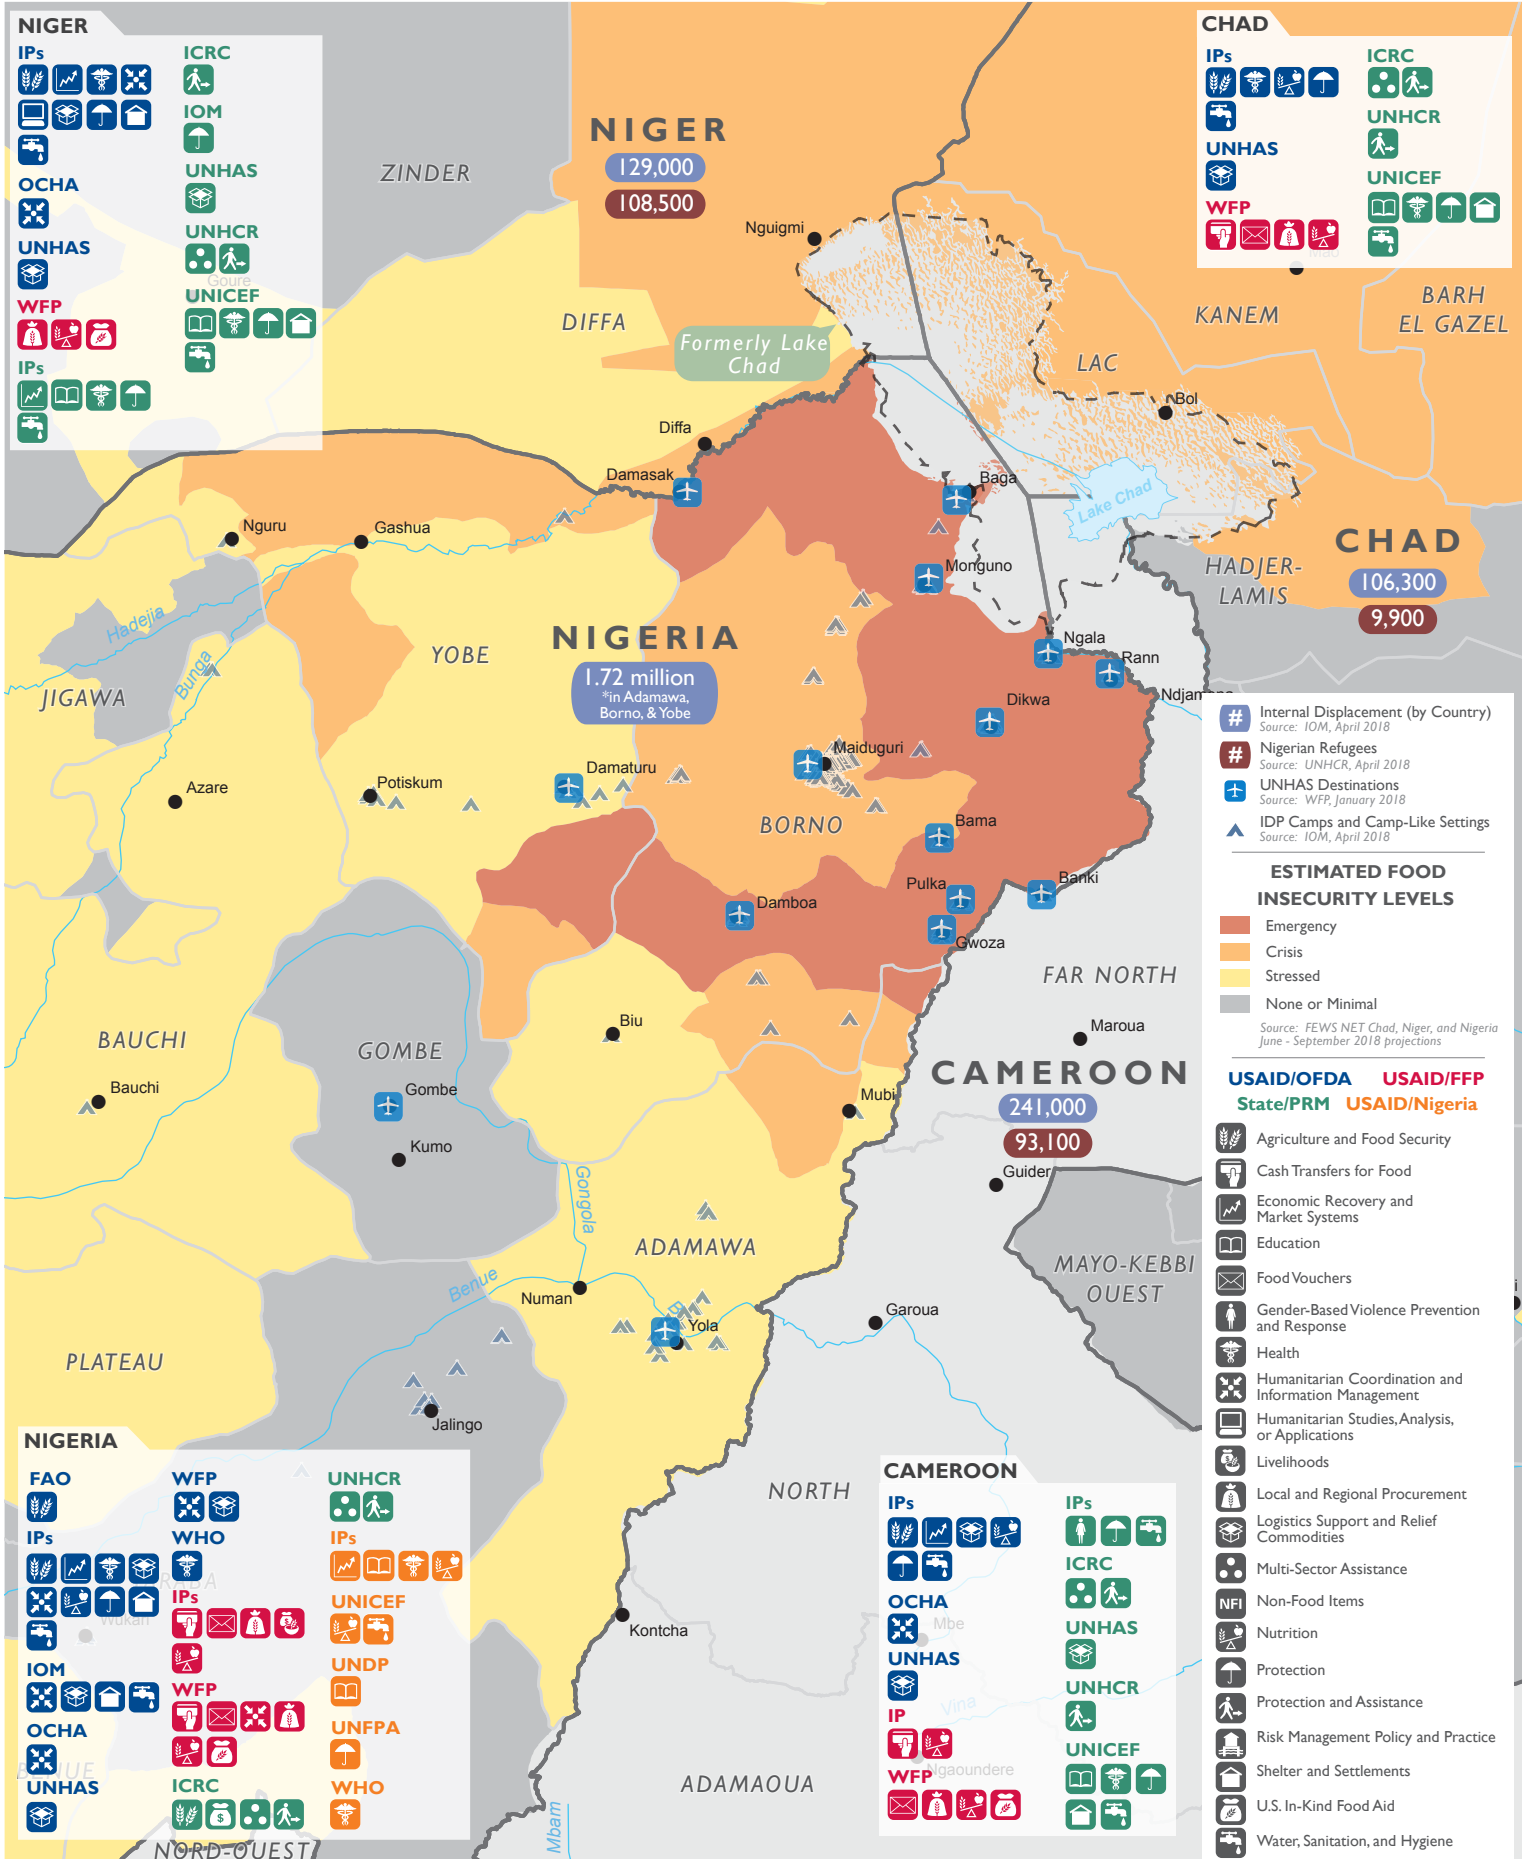 NIGER
IPs
OCHA
UNHAS
WFP
IPs
ICRC
IOM
UNHAS
UNHCR
UNICEF
Goure
CHAD
IPs
UNHAS
WFP
ICRC
UNHCR
UNICEF
Mao
NIGER
129,000
108,500
ZINDER
Nguigmi
DIFFA
Formerly Lake
Chad
KANEM
BARH
EL GAZEL
LAC
Bol
Diffa
Damasak
Baga
Lake Chad
Nguru
Gashua
CHAD
106,300
9,900
HADJER-
LAMIS
Monguno
Hadejia
Bunga
JIGAWA
YOBE
NIGERIA
1.72 million
*in Adamawa,
Borno, & Yobe
Ngala
Rann
Dikwa
Ndjamena
Maiduguri
Azare
Potiskum
Damaturu
BORNO
Bama
Pulka
Banki
Damboa
Gwoza
FAR NORTH
Biu
Maroua
BAUCHI
GOMBE
Bauchi
Gombe
Kumo
CAMEROON
241,000
93,100
Mubi
Guider
Gongola
ADAMAWA
MAYO-KEBBI
OUEST
Benue
Numan
Yola
Garoua
PLATEAU
Jalingo
NORTH
Kontcha
ADAMAOUA
Mbam
NORD-OUEST
# Internal Displacement (by Country)
Source: IOM, April 2018
# Nigerian Refugees
Source: UNHCR, April 2018
UNHAS Destinations
Source: WFP, January 2018
IDP Camps and Camp-Like Settings
Source: IOM, April 2018
ESTIMATED FOOD
INSECURITY LEVELS
Emergency
Crisis
Stressed
None or Minimal
Source: FEWS NET Chad, Niger, and Nigeria
June - September 2018 projections
USAID/OFDA USAID/FFP
State/PRM USAID/Nigeria
Agriculture and Food Security
Cash Transfers for Food
Economic Recovery and
Market Systems
Education
Food Vouchers
Gender-Based Violence Prevention
and Response
Health
Humanitarian Coordination and
Information Management
Humanitarian Studies, Analysis,
or Applications
Livelihoods
Local and Regional Procurement
Logistics Support and Relief
Commodities
Multi-Sector Assistance
NFI Non-Food Items
Nutrition
Protection
Protection and Assistance
Risk Management Policy and Practice
Shelter and Settlements
U.S. In-Kind Food Aid
Water, Sanitation, and Hygiene
NIGERIA
FAO
IPs
IOM
OCHA
UNHAS
WFP
WHO
IPs
WFP
ICRC
UNHCR
IPs
UNICEF
UNDP
UNFPA
WHO
Wukari
BENUE
CAMEROON
IPs
OCHA
UNHAS
IP
WFP
IPs
ICRC
UNHAS
UNHCR
UNICEF
Mbe
Vina
Ngaoundere